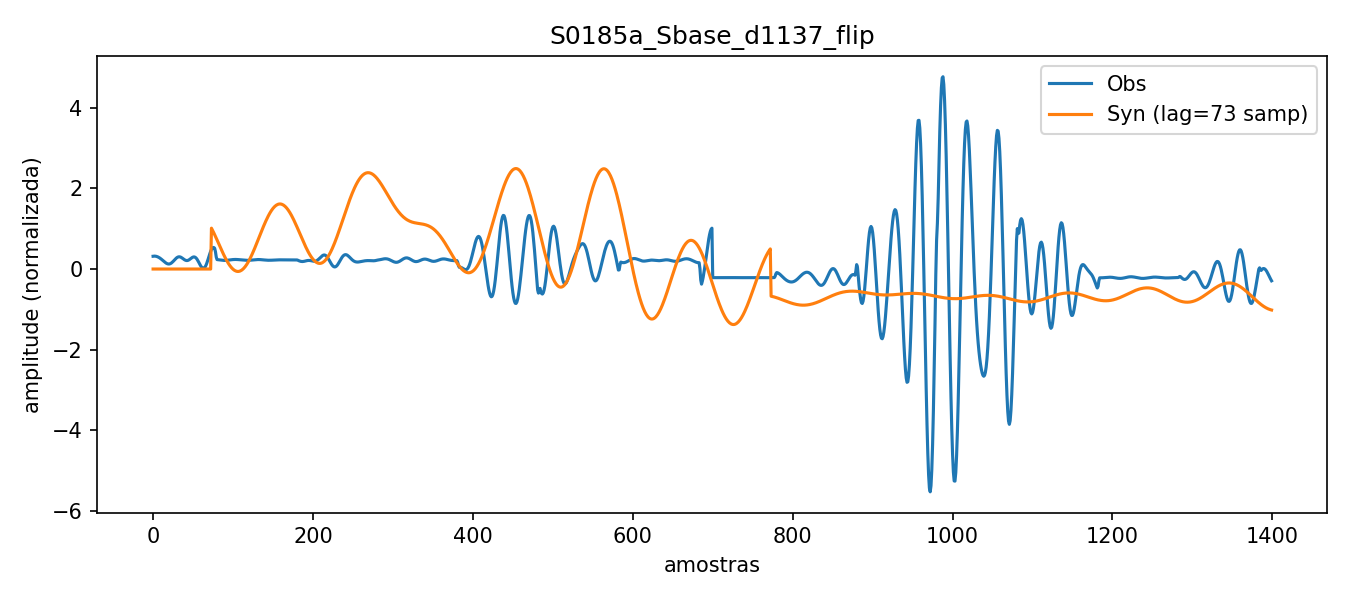 S0185a_Sbase_d1137_flip
Obs
Syn (lag=73 samp)
amplitude (normalizada)
4
2
0
−2
−4
−6
0 200 400 600 800 1000 1200 1400
amostras